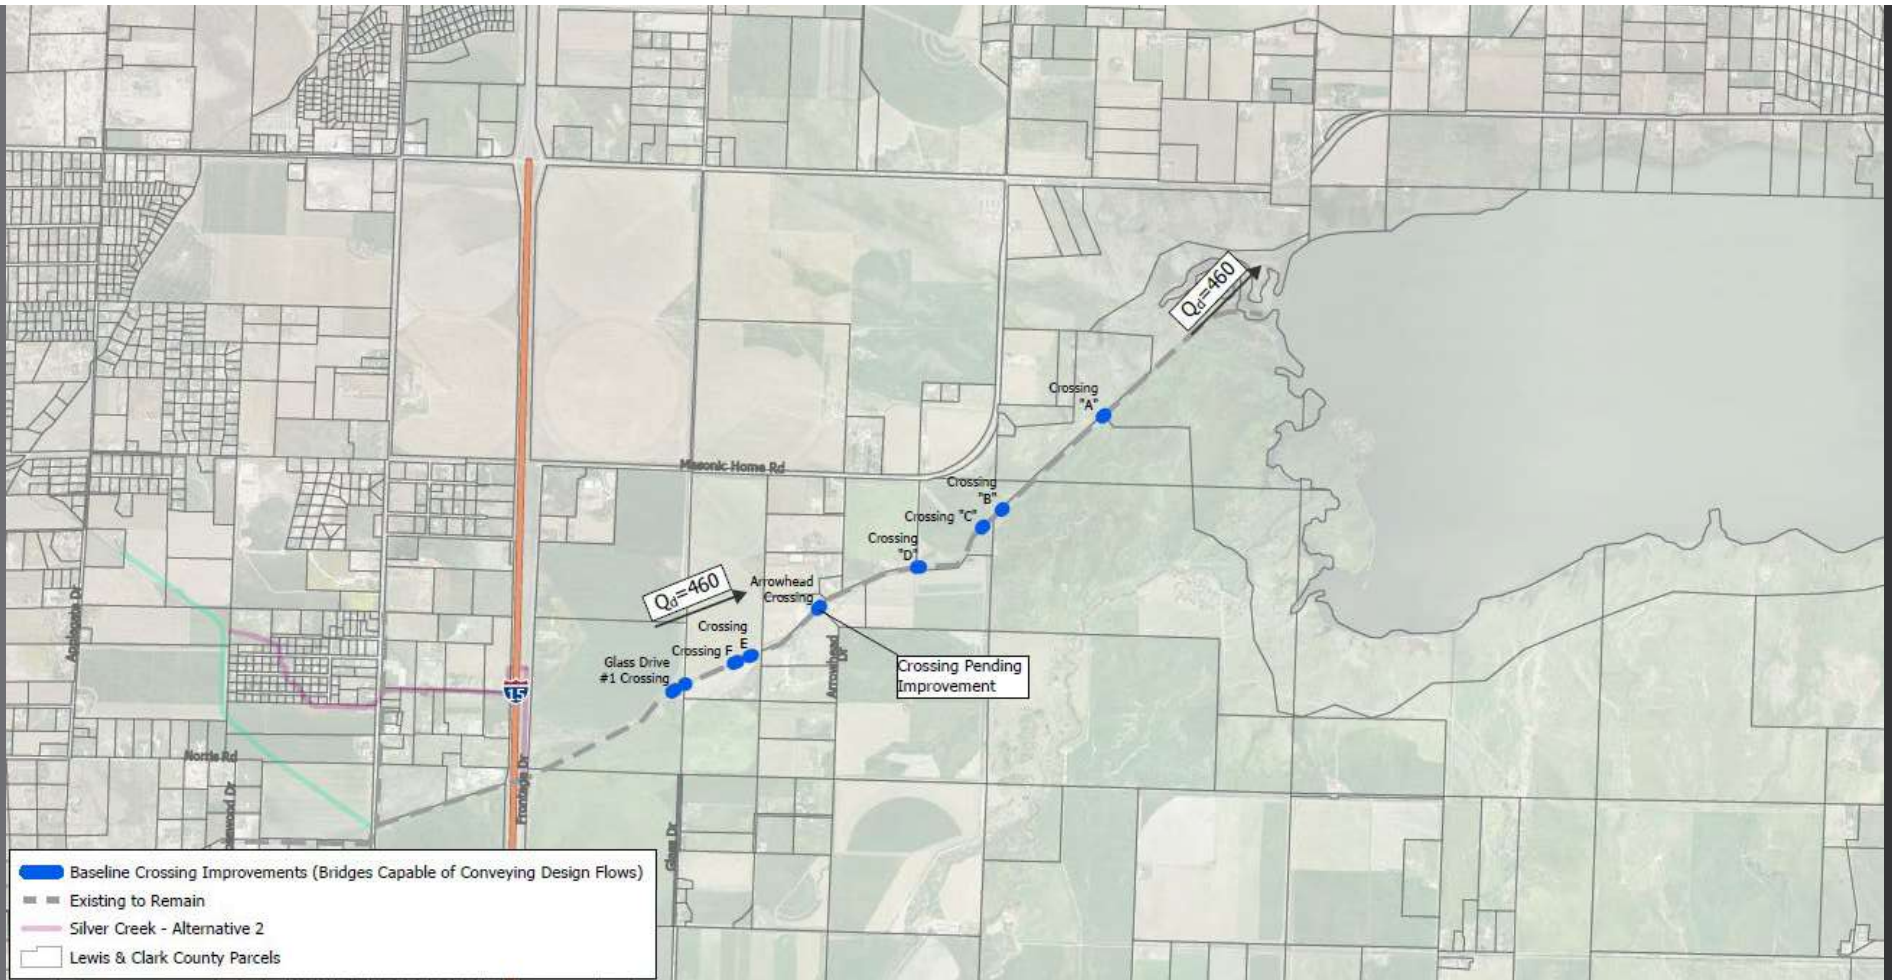 Qd=460
Crossing
"A"
Masonic Home Rd
Crossing
"B"
Crossing "C"
Crossing
"D"
Qd=460
Arrowhead
Crossing
Crossing
E
Crossing F
Glass Drive
#1 Crossing
Arrowhead
Dr
Crossing Pending
Improvement
15
Applegate Dr
Norris Rd
Frontage Dr
Glass Dr
Baseline Crossing Improvements (Bridges Capable of Conveying Design Flows)
Existing to Remain
Silver Creek - Alternative 2
Lewis & Clark County Parcels